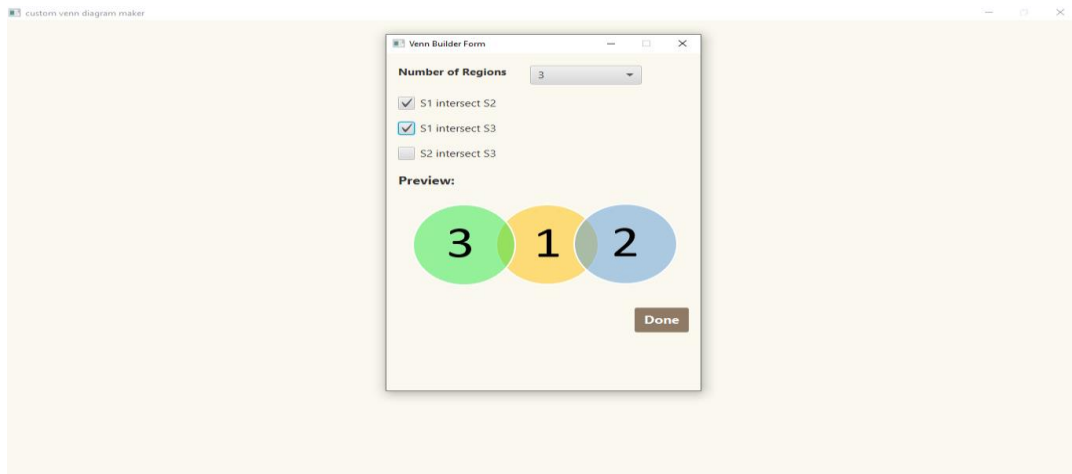 custom venn diagram maker
Venn Builder Form
Number of Regions 3
S1 intersect S2
S1 intersect S3
S2 intersect S3
Preview:
3 1 2
Done